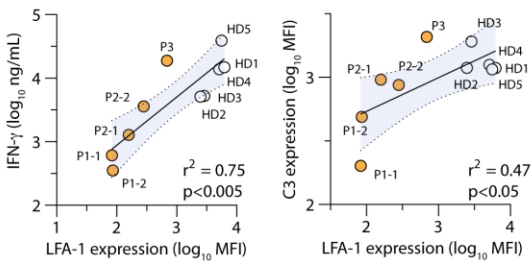 IFN-γ (log10 ng/mL)
5
4
3
2
HD5
P3
HD1
HD4
P2-2
HD3
HD2
P2-1
P1-1
P1-2
r² = 0.75
p<0.005
1
2
3
4
LFA-1 expression (log10 MFI)
C3 expression (log10 MFI)
3
2
P3
HD3
HD4
P2-1
P2-2
HD1
HD2
HD5
P1-2
P1-1
r² = 0.47
p<0.05
1
2
3
4
LFA-1 expression (log10 MFI)